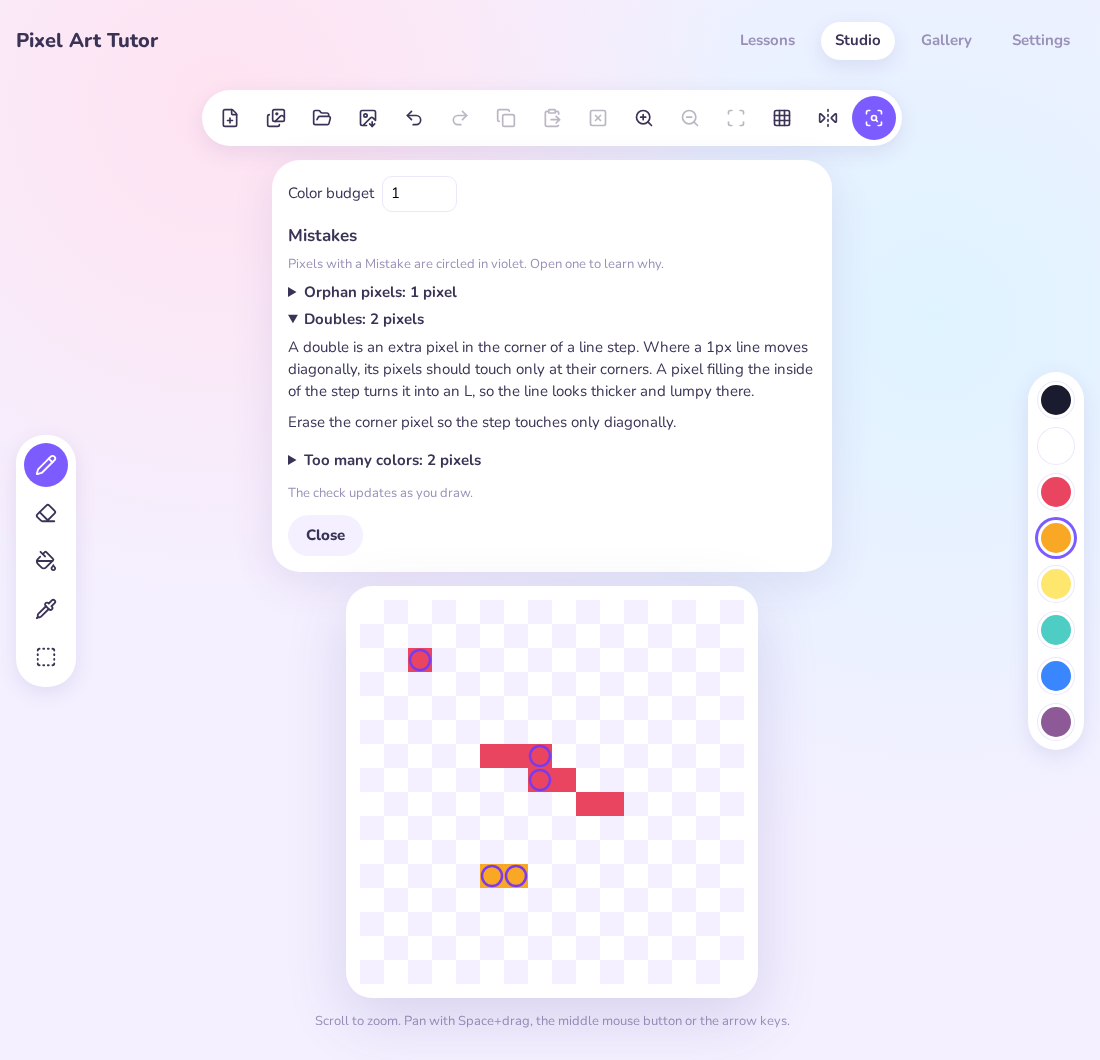 Pixel Art Tutor
Lessons
Studio
Gallery
Settings
Color budget 1
Mistakes
Pixels with a Mistake are circled in violet. Open one to learn why.
Orphan pixels: 1 pixel
Doubles: 2 pixels
A double is an extra pixel in the corner of a line step. Where a 1px line moves
diagonally, its pixels should touch only at their corners. A pixel filling the inside
of the step turns it into an L, so the line looks thicker and lumpy there.
Erase the corner pixel so the step touches only diagonally.
Too many colors: 2 pixels
The check updates as you draw.
Close
Scroll to zoom. Pan with Space+drag, the middle mouse button or the arrow keys.